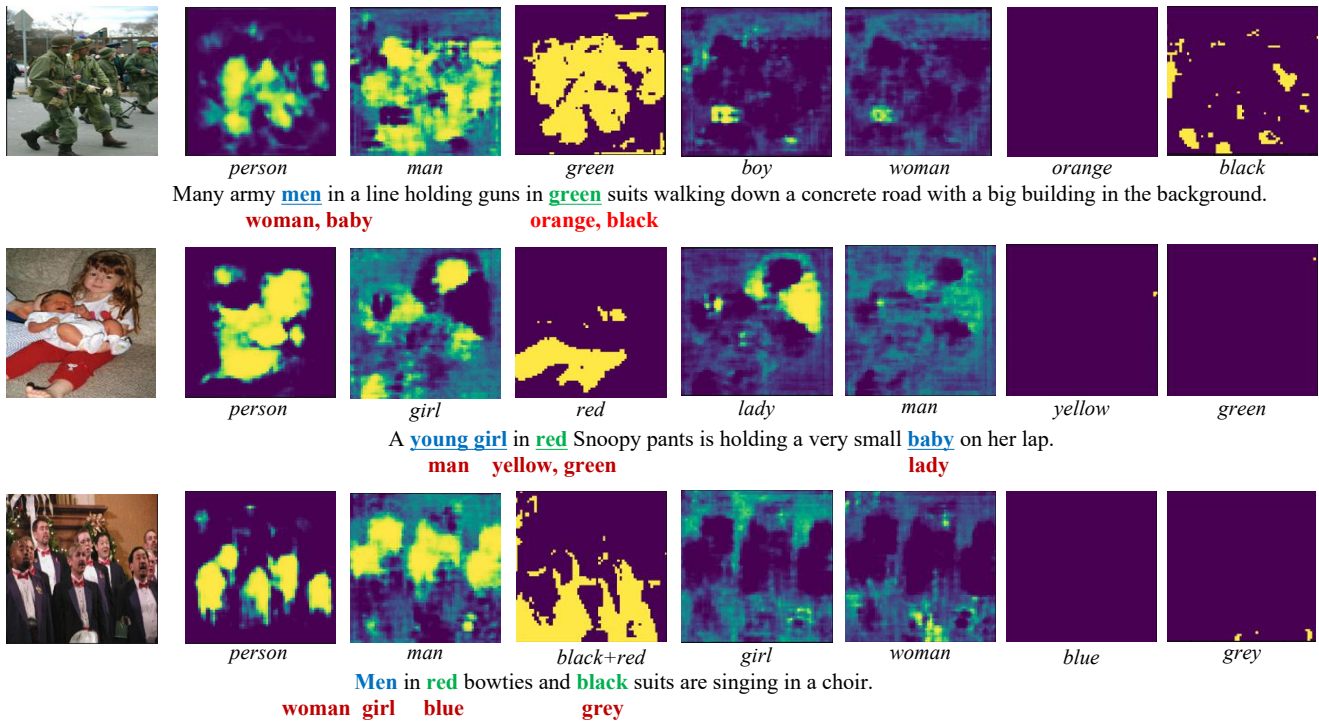 person man green boy woman orange black
Many army men in a line holding guns in green suits walking down a concrete road with a big building in the background.
woman, baby orange, black
person girl red lady man yellow green
A young girl in red Snoopy pants is holding a very small baby on her lap.
man yellow, green lady
person man black+red girl woman blue grey
Men in red bowties and black suits are singing in a choir.
woman girl blue grey